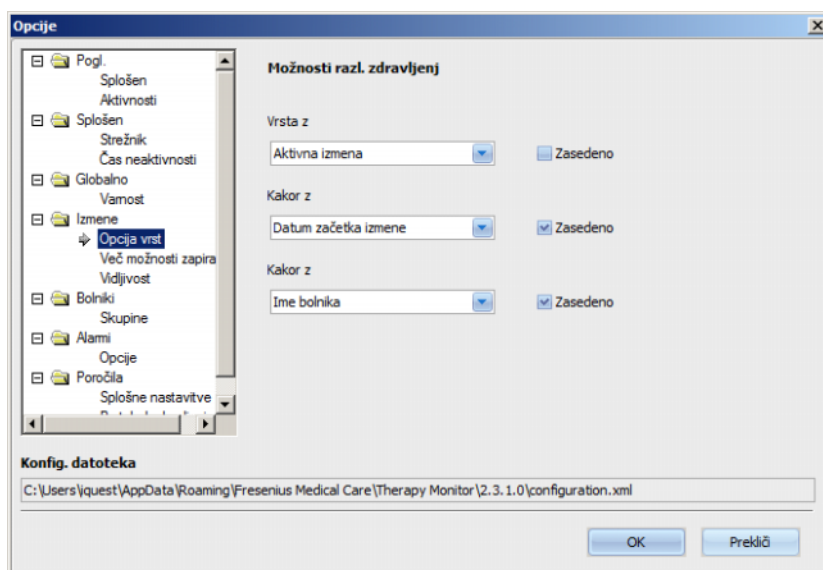 Opcije
Pogl.
Splošen
Aktivnosti
Splošen
Strežnik
Čas neaktivnosti
Globalno
Varnost
Izmene
Opcija vrst
Več možnosti zapira
Vidljivost
Bolniki
Skupine
Alarmi
Opcije
Poročila
Splošne nastavitve
Možnosti razl. zdravljenj
Vrsta z
Aktivna izmena
Zasedeno
Kakor z
Datum začetka izmene
Zasedeno
Kakor z
Ime bolnika
Zasedeno
Konfig. datoteka
C:\Users\iquest\AppData\Roaming\Fresenius Medical Care\Therapy Monitor\2.3.1.0\configuration.xml
OK
Prekliči